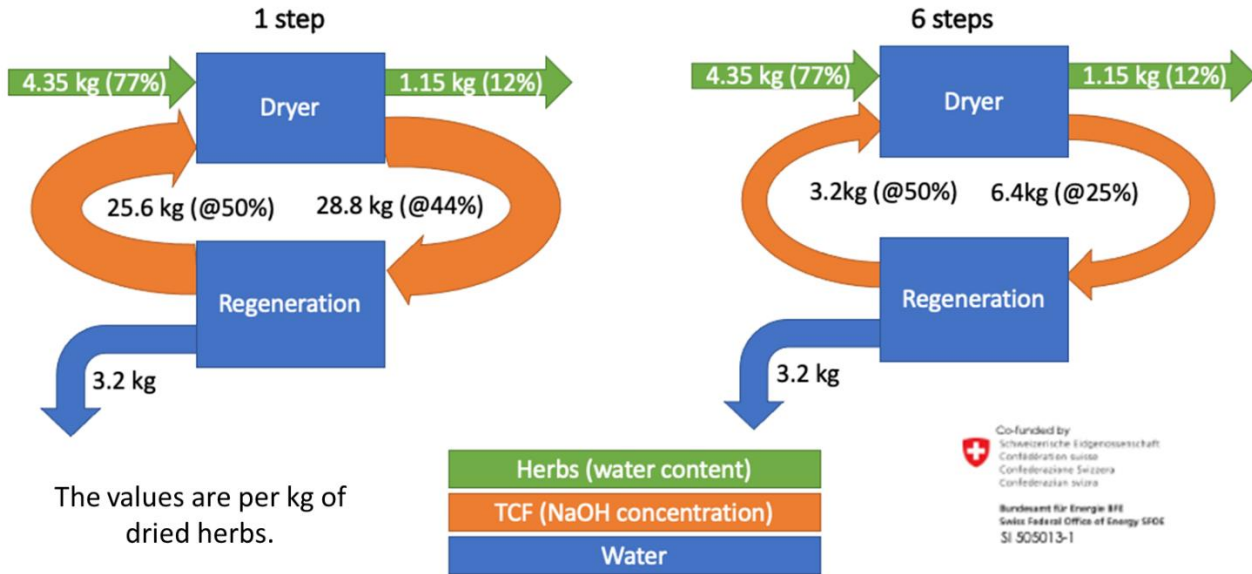 1 step
4.35 kg (77%)
Dryer
1.15 kg (12%)
25.6 kg (@50%)
28.8 kg (@44%)
Regeneration
3.2 kg
The values are per kg of
dried herbs.
6 steps
4.35 kg (77%)
Dryer
1.15 kg (12%)
3.2kg (@50%)
6.4kg (@25%)
Regeneration
3.2 kg
Herbs (water content)
TCF (NaOH concentration)
Water
Co-funded by
Schweizerische Eidgenossenschaft
Confédération suisse
Confederazione Svizzera
Confederaziun svizra
Bundesamt für Energie BFE
Swiss Federal Office of Energy SFOE
SI 505013-1